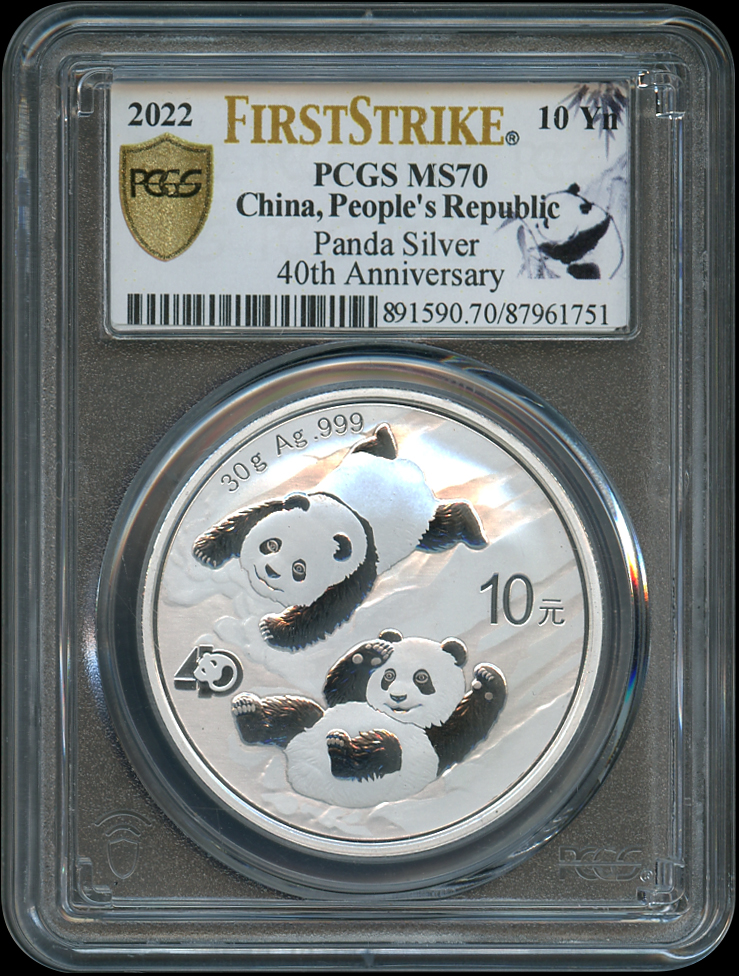 2022 FIRSTSTRIKE® 10 Yn
PCGS
PCGS MS70
China, People's Republic
Panda Silver
40th Anniversary
891590.70/87961751
30g Ag .999
10元
40
PCGS